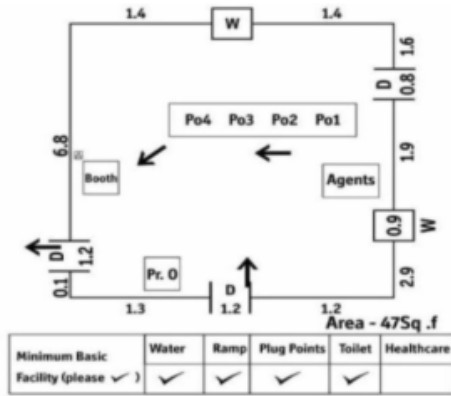 1.4 1.4
W
1.6
D 0.8
Po4 Po3 Po2 Po1
6.8
1.9
Booth
Agents
0.9 W
D 1.2
Pr. O
2.9
0.1
D
1.3 1.2 1.2
Area - 47Sq .f
Minimum Basic Facility (please ✓ ) Water Ramp Plug Points Toilet Healthcare
✓ ✓ ✓ ✓